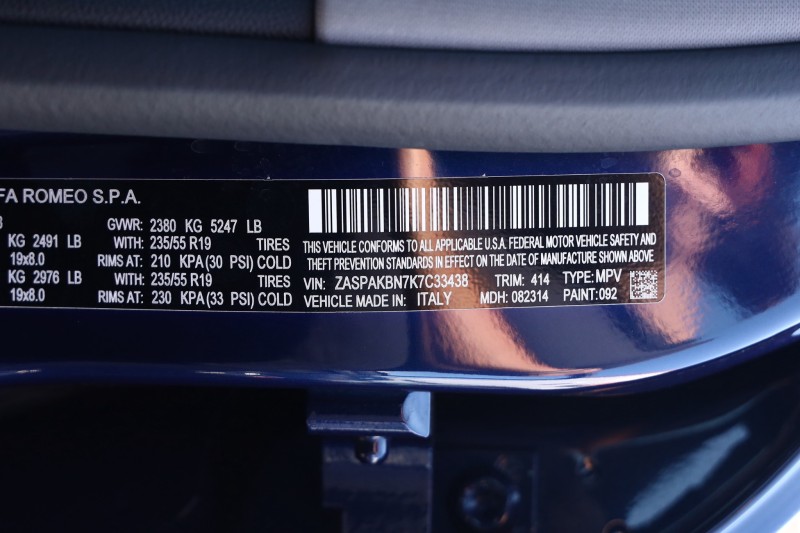 FA ROMEO S.P.A.
GVWR: 2380 KG 5247 LB
KG 2491 LB WITH: 235/55 R19 TIRES
19x8.0 RIMS AT: 210 KPA(30 PSI) COLD
KG 2976 LB WITH: 235/55 R19 TIRES
19x8.0 RIMS AT: 230 KPA(33 PSI) COLD
THIS VEHICLE CONFORMS TO ALL APPLICABLE U.S.A. FEDERAL MOTOR VEHICLE SAFETY AND
THEFT PREVENTION STANDARDS IN EFFECT ON THE DATE OF MANUFACTURE SHOWN ABOVE
VIN: ZASPAKBN7K7C33438 TRIM: 414 TYPE: MPV
VEHICLE MADE IN: ITALY MDH: 082314 PAINT: 092